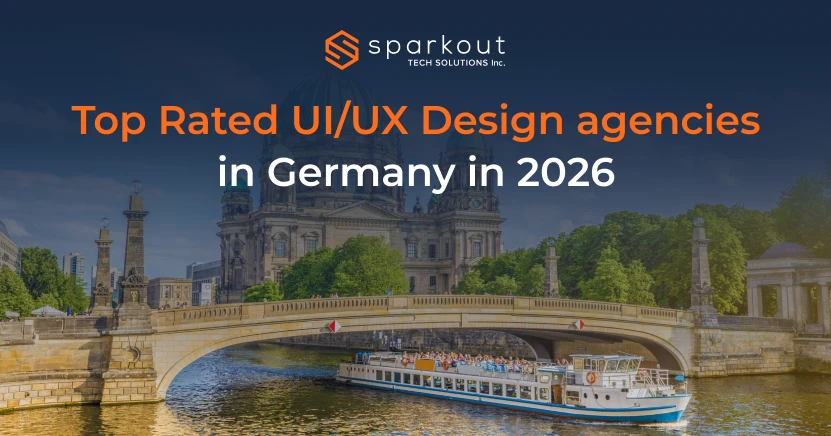 sparkout
TECH SOLUTIONS Inc.
Top Rated UI/UX Design agencies
in Germany in 2026